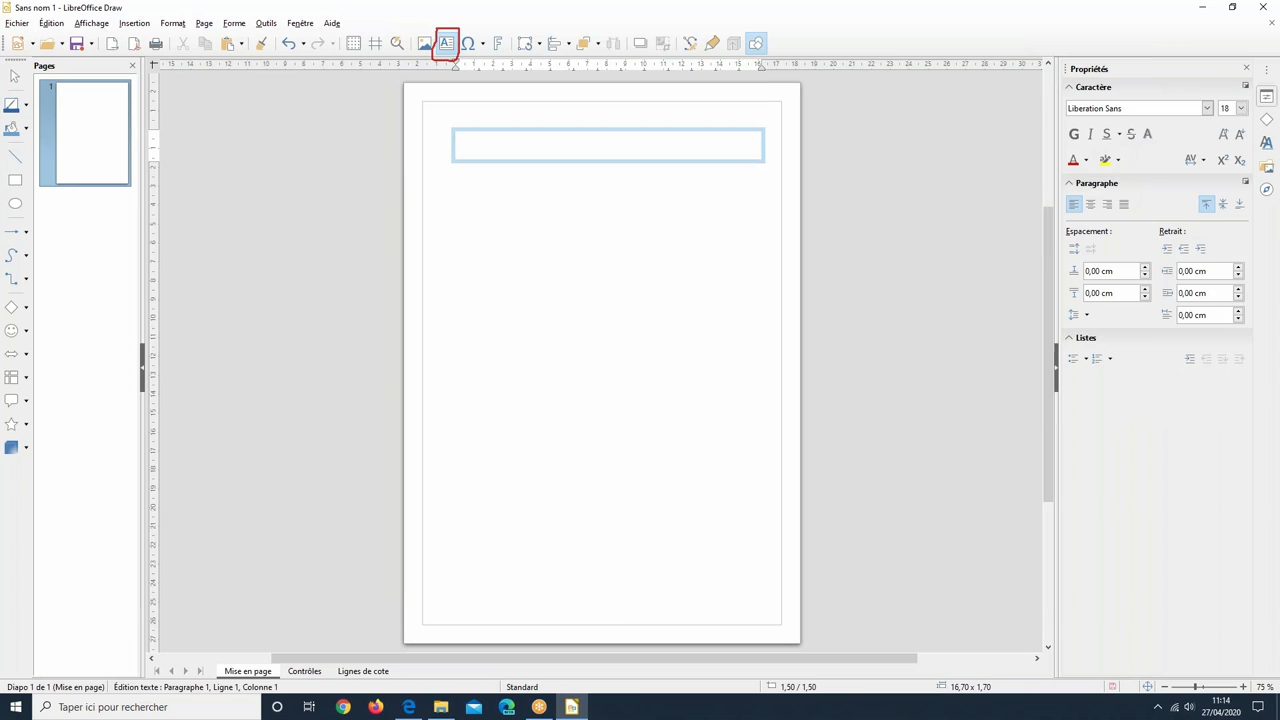 Sans nom 1 - LibreOffice Draw
Fichier Édition Affichage Insertion Format Page Forme Outils Fenêtre Aide
Pages
1
Propriétés
Caractère
Liberation Sans 18
G I S S A
Paragraphe
Espacement : Retrait :
0,00 cm 0,00 cm
0,00 cm 0,00 cm
0,00 cm
Listes
Mise en page Contrôles Lignes de cote
Diapo 1 de 1 (Mise en page) Édition texte : Paragraphe 1, Ligne 1, Colonne 1 Standard 1,50 / 1,50 16,70 x 1,70 75 %
Taper ici pour rechercher
11:14
27/04/2020